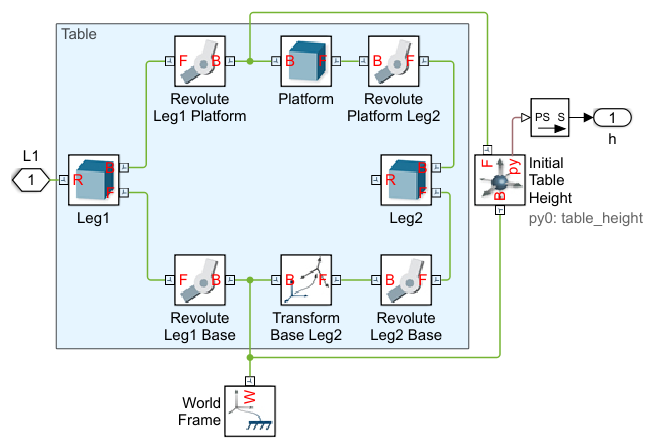 Table
F B
Revolute
Leg1 Platform
B F
Platform
B F
Revolute
Platform Leg2
L1
1
R B
F
Leg1
R B
F
Leg2
F py
B
Initial
Table
Height
py0: table_height
PS S
1
h
F B
Revolute
Leg1 Base
B F
Transform
Base Leg2
B F
Revolute
Leg2 Base
World
Frame
W